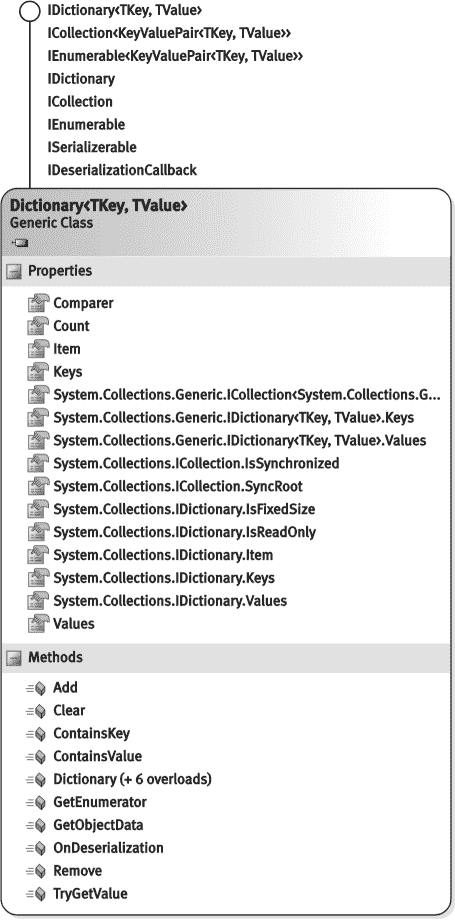 IDictionary<TKey, TValue>
ICollection<KeyValuePair<TKey, TValue>>
IEnumerable<KeyValuePair<TKey, TValue>>
IDictionary
ICollection
IEnumerable
ISerializerable
IDeserializationCallback
Dictionary<TKey, TValue>
Generic Class
Properties
Comparer
Count
Item
Keys
System.Collections.Generic.ICollection<System.Collections.G...
System.Collections.Generic.IDictionary<TKey, TValue>.Keys
System.Collections.Generic.IDictionary<TKey, TValue>.Values
System.Collections.ICollection.IsSynchronized
System.Collections.ICollection.SyncRoot
System.Collections.IDictionary.IsFixedSize
System.Collections.IDictionary.IsReadOnly
System.Collections.IDictionary.Item
System.Collections.IDictionary.Keys
System.Collections.IDictionary.Values
Values
Methods
Add
Clear
ContainsKey
ContainsValue
Dictionary (+ 6 overloads)
GetEnumerator
GetObjectData
OnDeserialization
Remove
TryGetValue